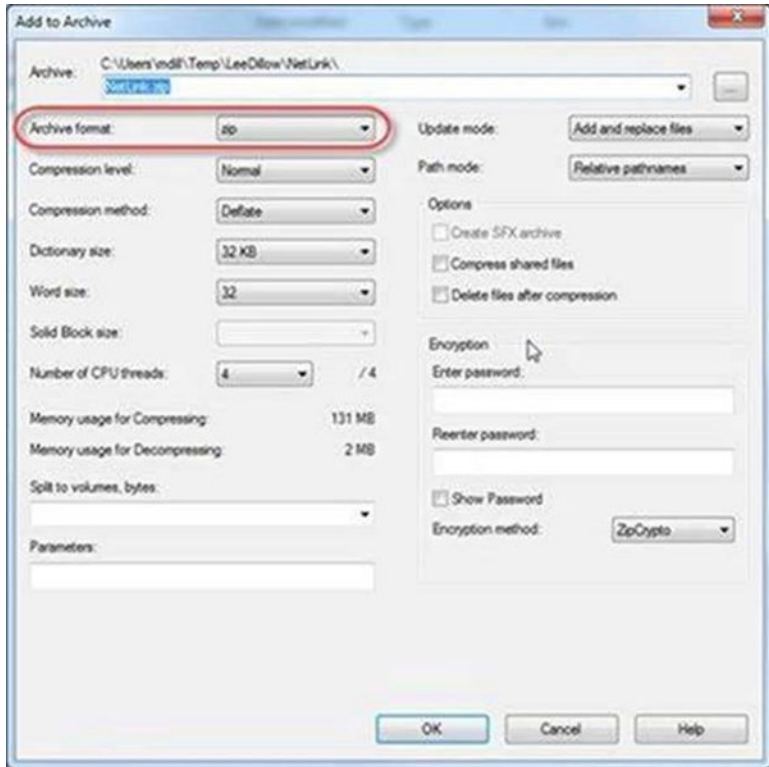 Add to Archive
Archive: C:\Users\mdill\Temp\LeeDillow\NetLink\
NetLink.zip
...
Archive format: zip
Compression level: Normal
Compression method: Deflate
Dictionary size: 32 KB
Word size: 32
Solid Block size:
Number of CPU threads: 4 / 4
Memory usage for Compressing: 131 MB
Memory usage for Decompressing: 2 MB
Split to volumes, bytes:
Parameters:
Update mode: Add and replace files
Path mode: Relative pathnames
Options
Create SFX archive
Compress shared files
Delete files after compression
Encryption
Enter password:
Reenter password:
Show Password
Encryption method: ZipCrypto
OK
Cancel
Help